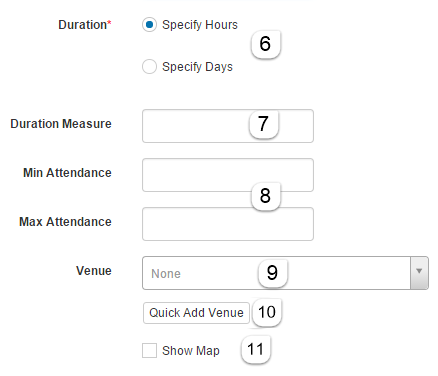 Duration* Specify Hours
6
Specify Days
Duration Measure 7
Min Attendance
8
Max Attendance
Venue None 9
Quick Add Venue 10
Show Map 11